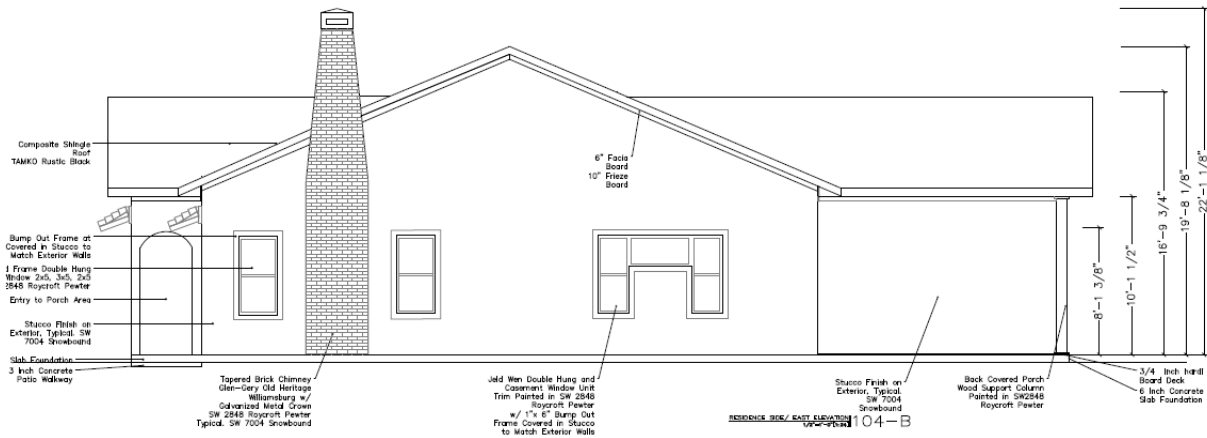 Composite Shingle
Roof
TAMKO Rustic Black
6" Facia
Board
10" Frieze
Board
Bump Out Frame at
Covered in Stucco to
Match Exterior Walls
Frame Double Hung
Window 2x5, 3x5, 2x5
2848 Roycroft Pewter
Entry to Porch Area
Stucco Finish on
Exterior, Typical. SW
7004 Snowbound
Slab Foundation
3 Inch Concrete
Patio Walkway
Tapered Brick Chimney
Glen-Gery Old Heritage
Williamsburg w/
Galvanized Metal Crown
SW 2848 Roycroft Pewter
Typical. SW 7004 Snowbound
Jeld Wen Double Hung and
Casement Window Unit
Trim Painted in SW 2848
Roycroft Pewter
w/ 1"x 6" Bump Out
Frame Covered in Stucco
to Match Exterior Walls
Stucco Finish on
Exterior, Typical.
SW 7004
Snowbound
Back Covered Porch
Wood Support Column
Painted in SW2848
Roycroft Pewter
3/4 Inch hardi
Board Deck
6 Inch Concrete
Slab Foundation
8'-1 3/8"
10'-1 1/2"
16'-9 3/4"
19'-8 1/8"
22'-1 1/8"
RESIDENCE SIDE/ EAST ELEVATION
104-B